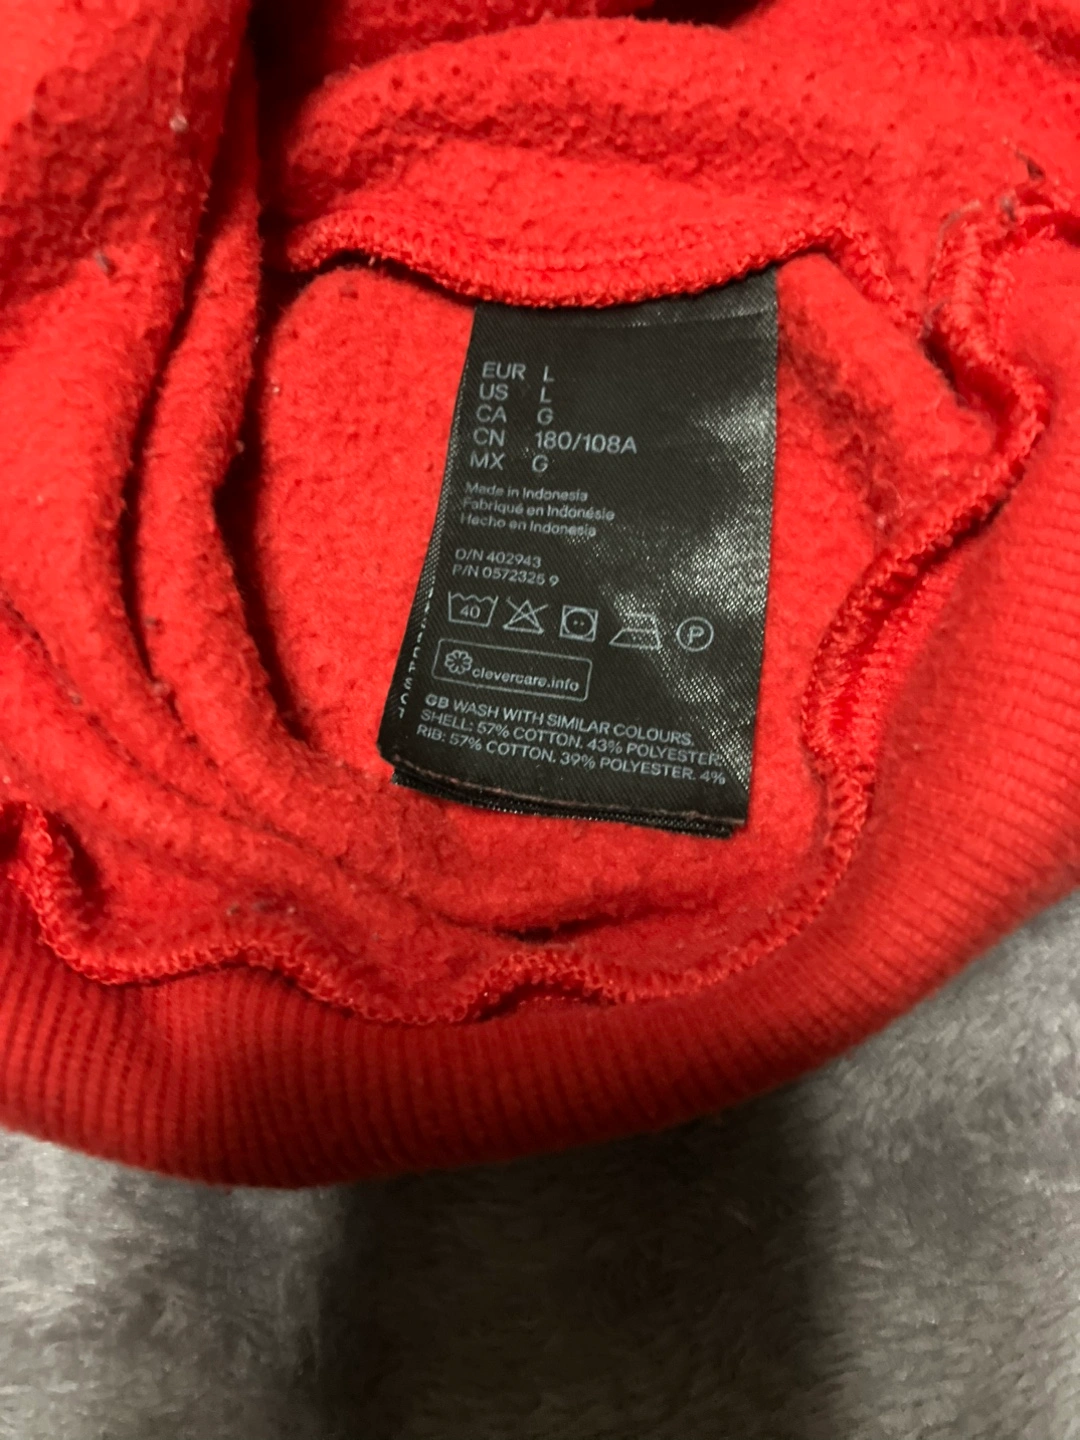 EUR L
US L
CA G
CN 180/108A
MX G
Made in Indonesia
Fabriqué en Indonésie
Hecho en Indonesia
O/N 402943
P/N 0572325 9
40
P
clevercare.info
GB WASH WITH SIMILAR COLOURS.
SHELL: 57% COTTON. 43% POLYESTER.
RIB: 57% COTTON. 39% POLYESTER. 4%